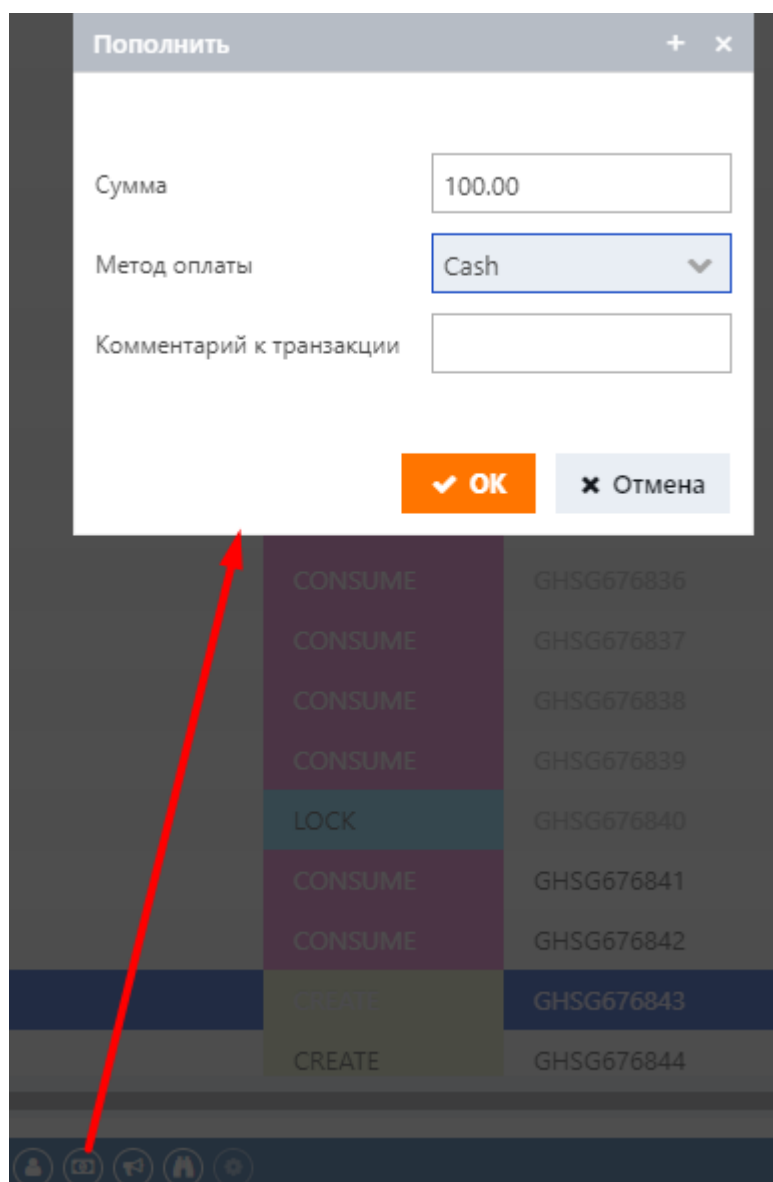 Пополнить
Сумма 100.00
Метод оплаты Cash
Комментарий к транзакции
OK Отмена
CONSUME GHSG676836
CONSUME GHSG676837
CONSUME GHSG676838
CONSUME GHSG676839
LOCK GHSG676840
CONSUME GHSG676841
CONSUME GHSG676842
CREATE GHSG676843
CREATE GHSG676844